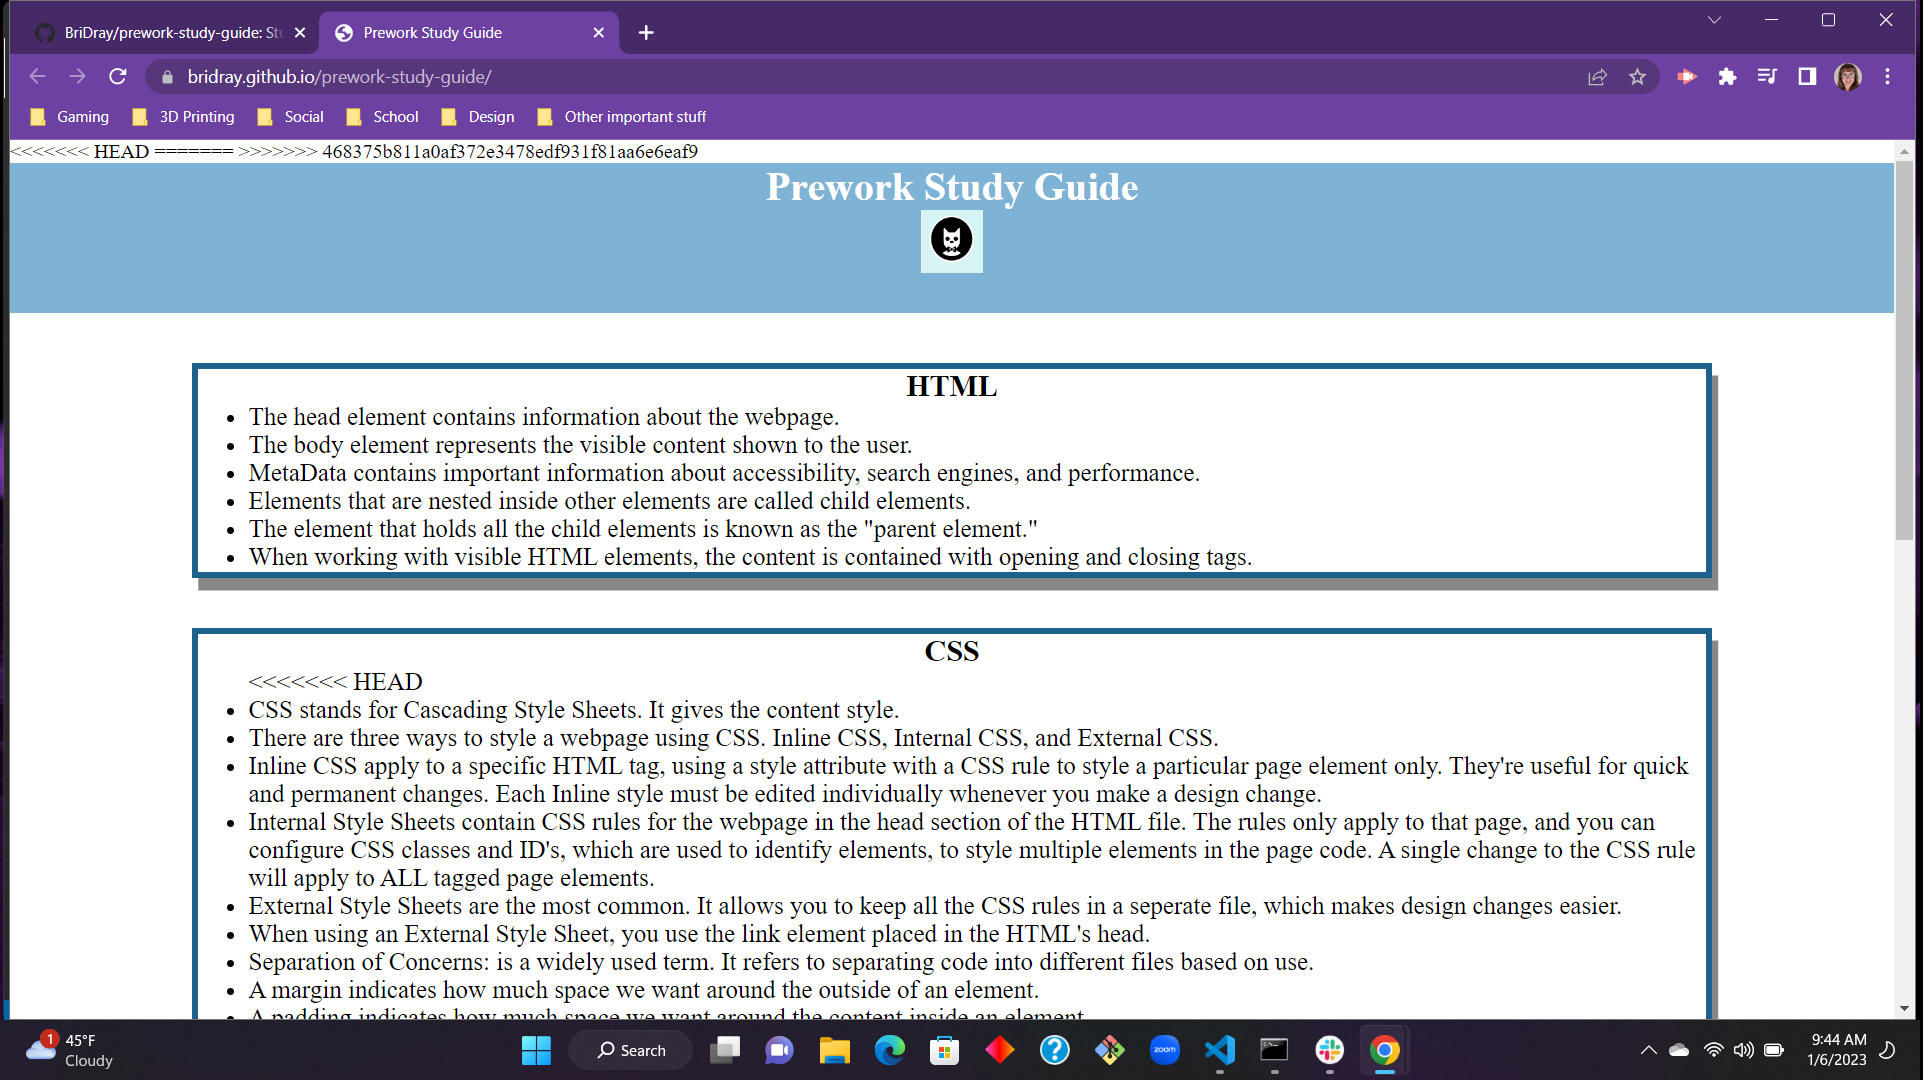 BriDray/prework-study-guide: Stu
Prework Study Guide
bridray.github.io/prework-study-guide/
Gaming 3D Printing Social School Design Other important stuff
<<<<<<< HEAD ======= >>>>>>> 468375b811a0af372e3478edf931f81aa6e6eaf9
Prework Study Guide
HTML
The head element contains information about the webpage.
The body element represents the visible content shown to the user.
MetaData contains important information about accessibility, search engines, and performance.
Elements that are nested inside other elements are called child elements.
The element that holds all the child elements is known as the "parent element."
When working with visible HTML elements, the content is contained with opening and closing tags.
CSS
<<<<<<< HEAD
CSS stands for Cascading Style Sheets. It gives the content style.
There are three ways to style a webpage using CSS. Inline CSS, Internal CSS, and External CSS.
Inline CSS apply to a specific HTML tag, using a style attribute with a CSS rule to style a particular page element only. They're useful for quick
and permanent changes. Each Inline style must be edited individually whenever you make a design change.
Internal Style Sheets contain CSS rules for the webpage in the head section of the HTML file. The rules only apply to that page, and you can
configure CSS classes and ID's, which are used to identify elements, to style multiple elements in the page code. A single change to the CSS rule
will apply to ALL tagged page elements.
External Style Sheets are the most common. It allows you to keep all the CSS rules in a seperate file, which makes design changes easier.
When using an External Style Sheet, you use the link element placed in the HTML's head.
Separation of Concerns: is a widely used term. It refers to separating code into different files based on use.
A margin indicates how much space we want around the outside of an element.
A padding indicates how much space we want around the content inside an element
1
45°F
Cloudy
Search
zoom
9:44 AM
1/6/2023